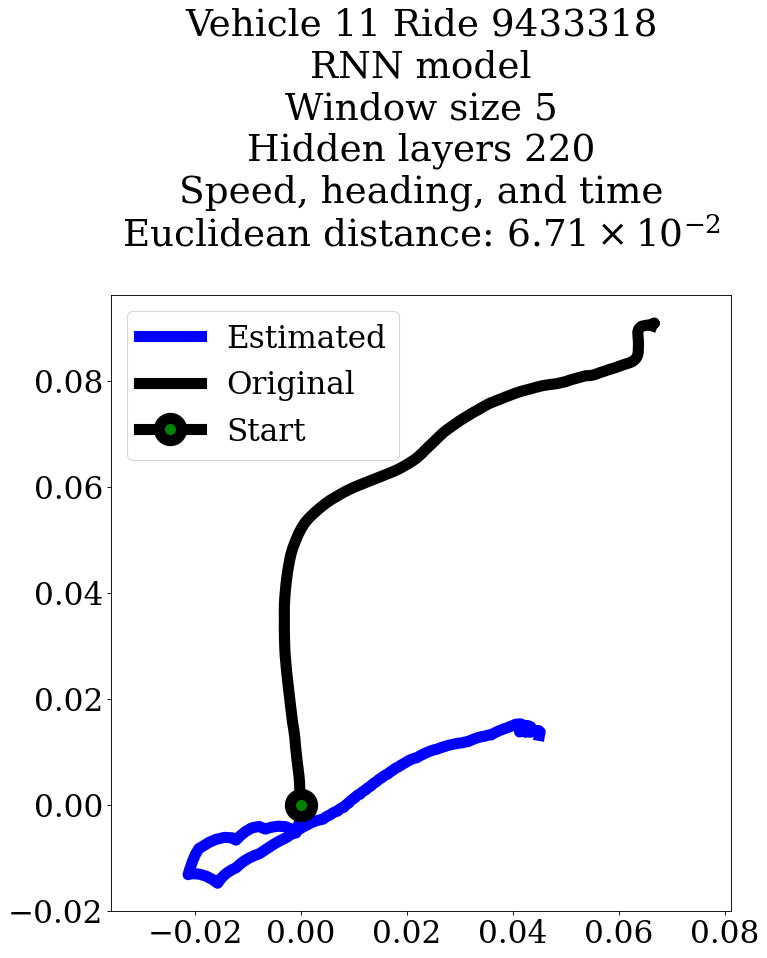 Vehicle 11 Ride 9433318
RNN model
Window size 5
Hidden layers 220
Speed, heading, and time
Euclidean distance: 6.71 × 10⁻²
Estimated
Original
Start
0.08
0.06
0.04
0.02
0.00
−0.02
−0.02 0.00 0.02 0.04 0.06 0.08